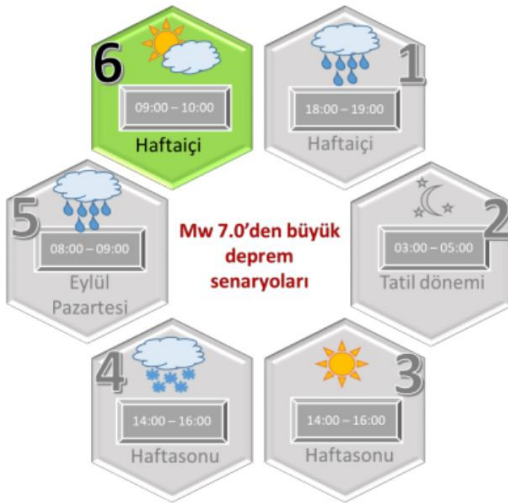 6
09:00 – 10:00
Haftaiçi
1
18:00 – 19:00
Haftaiçi
5
08:00 – 09:00
Eylül
Pazartesi
Mw 7.0’den büyük
deprem
senaryoları
2
03:00 – 05:00
Tatil dönemi
4
14:00 – 16:00
Haftasonu
3
14:00 – 16:00
Haftasonu